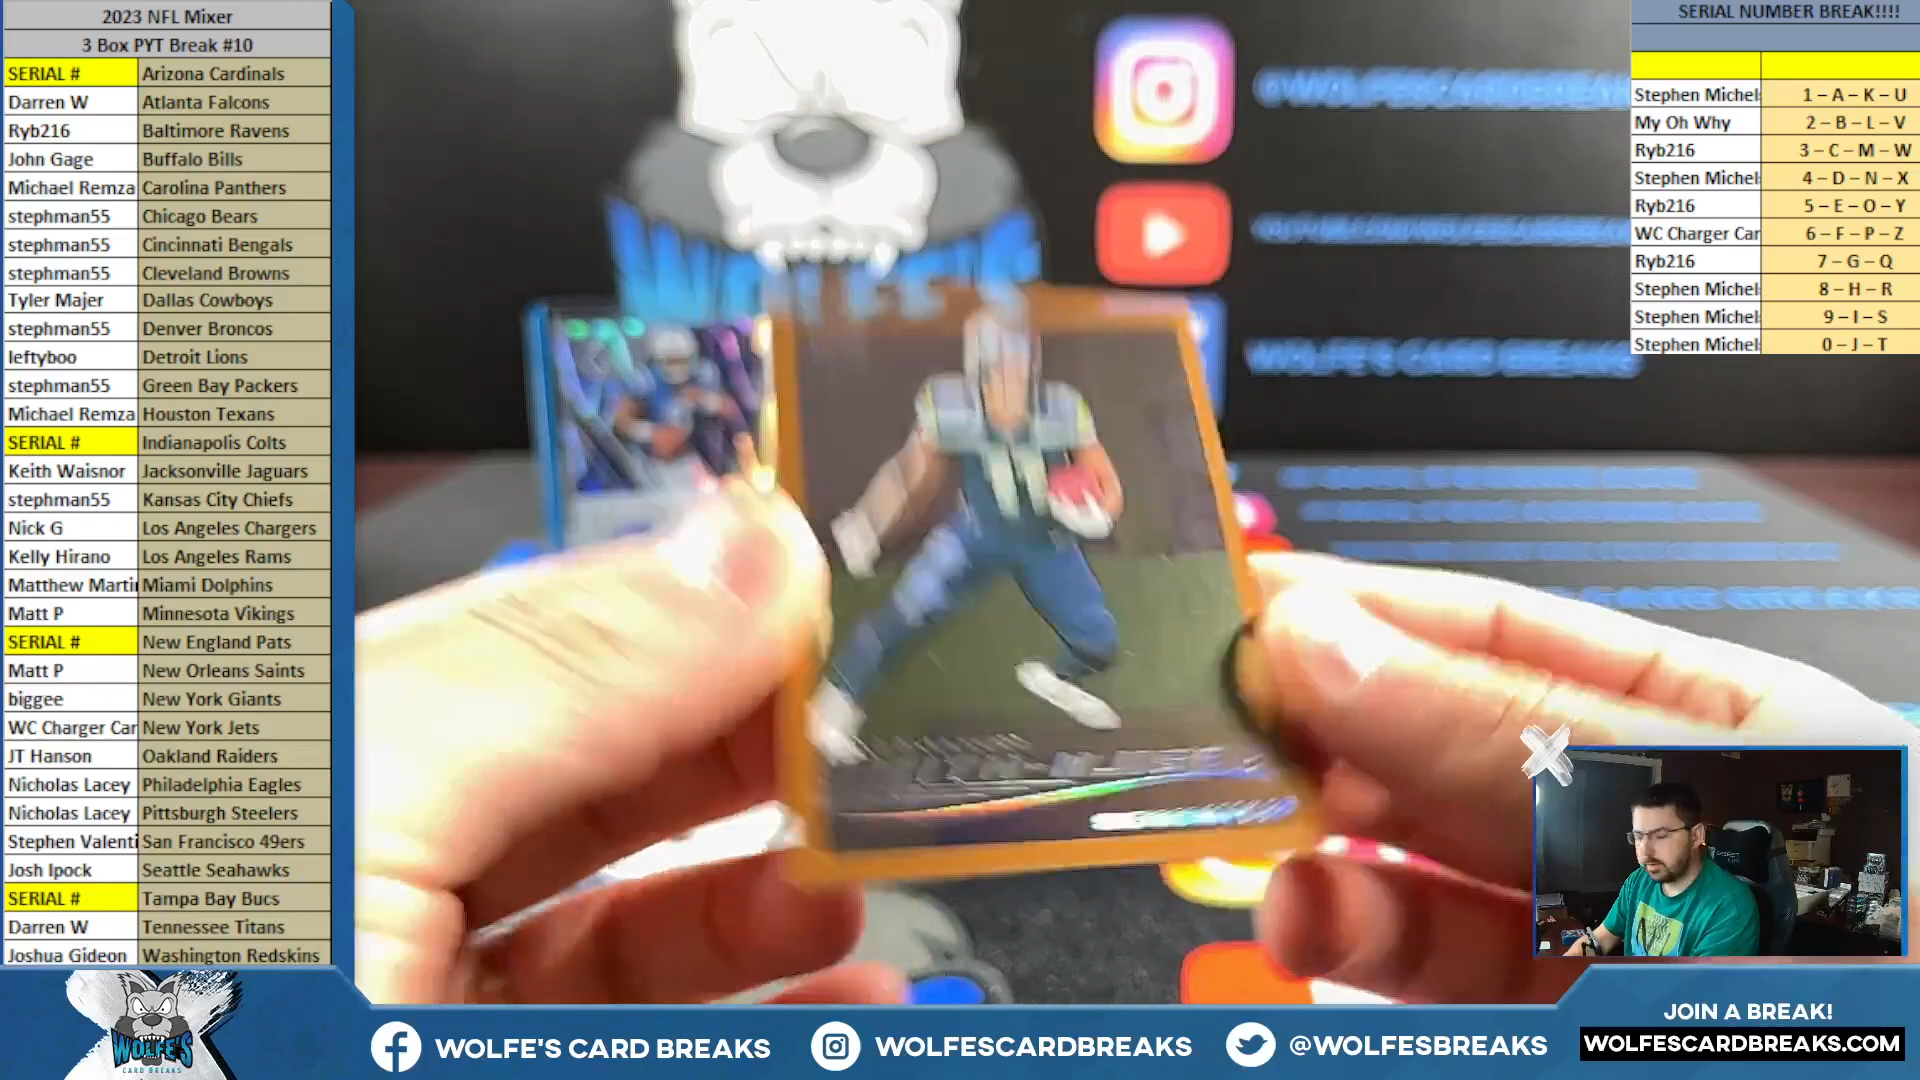 2023 NFL Mixer
3 Box PYT Break #10
SERIAL # Arizona Cardinals
Darren W Atlanta Falcons
Ryb216 Baltimore Ravens
John Gage Buffalo Bills
Michael Remza Carolina Panthers
stephman55 Chicago Bears
stephman55 Cincinnati Bengals
stephman55 Cleveland Browns
Tyler Majer Dallas Cowboys
stephman55 Denver Broncos
leftyboo Detroit Lions
stephman55 Green Bay Packers
Michael Remza Houston Texans
SERIAL # Indianapolis Colts
Keith Waisnor Jacksonville Jaguars
stephman55 Kansas City Chiefs
Nick G Los Angeles Chargers
Kelly Hirano Los Angeles Rams
Matthew Marti Miami Dolphins
Matt P Minnesota Vikings
SERIAL # New England Pats
Matt P New Orleans Saints
biggee New York Giants
WC Charger Car New York Jets
JT Hanson Oakland Raiders
Nicholas Lacey Philadelphia Eagles
Nicholas Lacey Pittsburgh Steelers
Stephen Valenti San Francisco 49ers
Josh Ipock Seattle Seahawks
SERIAL # Tampa Bay Bucs
Darren W Tennessee Titans
Joshua Gideon Washington Redskins
SERIAL NUMBER BREAK!!!!
Stephen Michel 1 – A – K – U
My Oh Why 2 – B – L – V
Ryb216 3 – C – M – W
Stephen Michel 4 – D – N – X
Ryb216 5 – E – O – Y
WC Charger Car 6 – F – P – Z
Ryb216 7 – G – Q
Stephen Michel 8 – H – R
Stephen Michel 9 – I – S
Stephen Michel 0 – J – T
@WOLFESCARDBREAK
WOLFE'S CARD BREAKS
WOLFE'S
CARD BREAKS
WOLFE'S CARD BREAKS
WOLFESCARDBREAKS
@WOLFESBREAKS
JOIN A BREAK!
WOLFESCARDBREAKS.COM